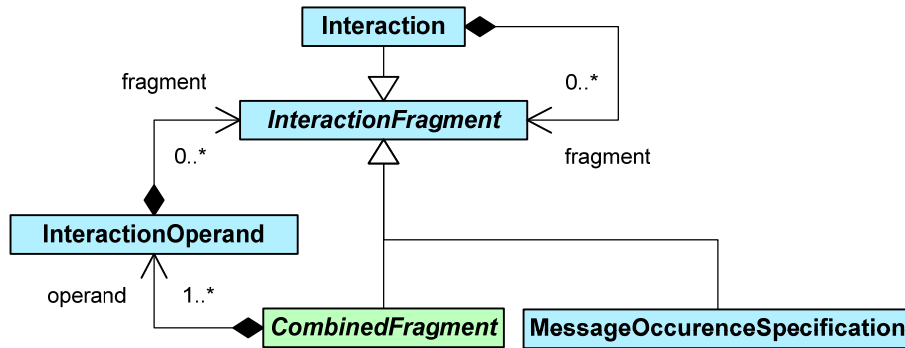 Interaction
fragment
0..*
InteractionFragment
0..*
fragment
InteractionOperand
operand
1..*
CombinedFragment
MessageOccurenceSpecification